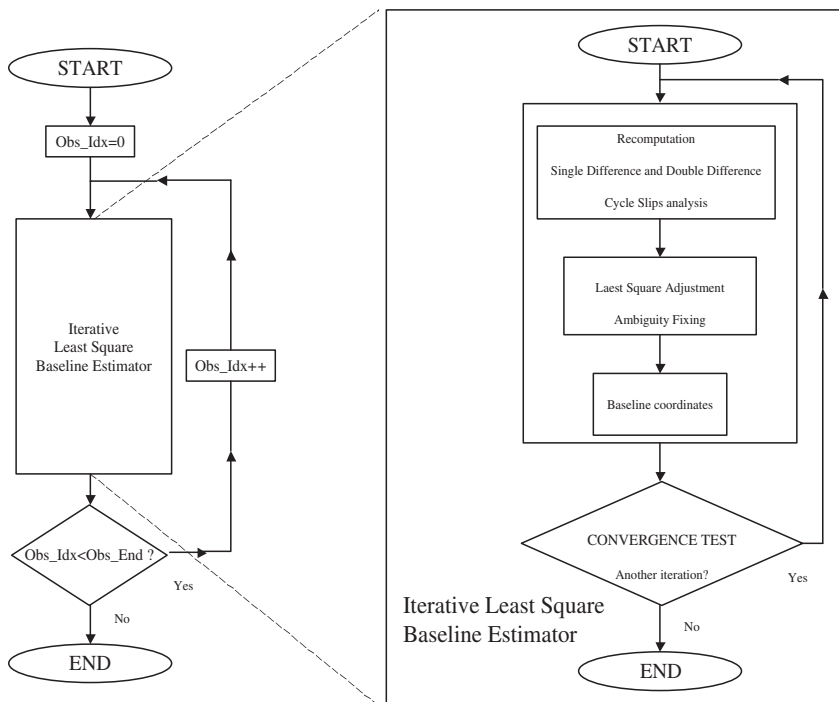 START
Obs_Idx=0
Iterative
Least Square
Baseline Estimator
Obs_Idx++
Obs_Idx<Obs_End ?
Yes
No
END
START
Recomputation
Single Difference and Double Difference
Cycle Slips analysis
Laest Square Adjustment
Ambiguity Fixing
Baseline coordinates
CONVERGENCE TEST
Another iteration?
Yes
No
END
Iterative Least Square
Baseline Estimator